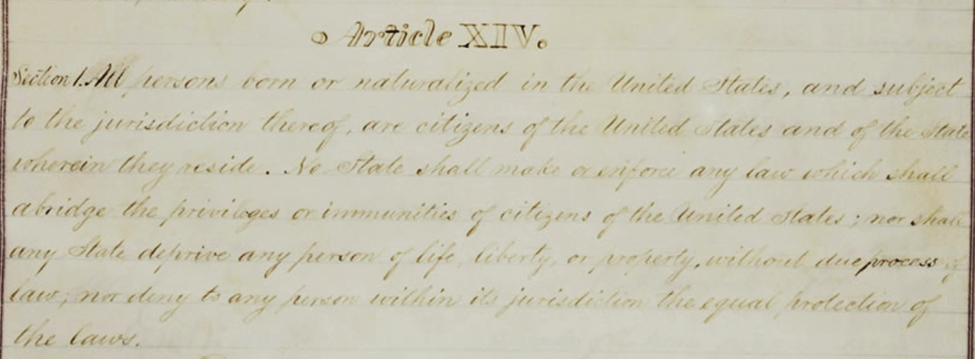 Article XIV.
Section 1. All persons born or naturalized in the United States, and subject
to the jurisdiction thereof, are citizens of the United States and of the State
wherein they reside. No State shall make or enforce any law which shall
abridge the privileges or immunities of citizens of the United States; nor shall
any State deprive any person of life, liberty, or property, without due process of
law; nor deny to any person within its jurisdiction the equal protection of
the laws.